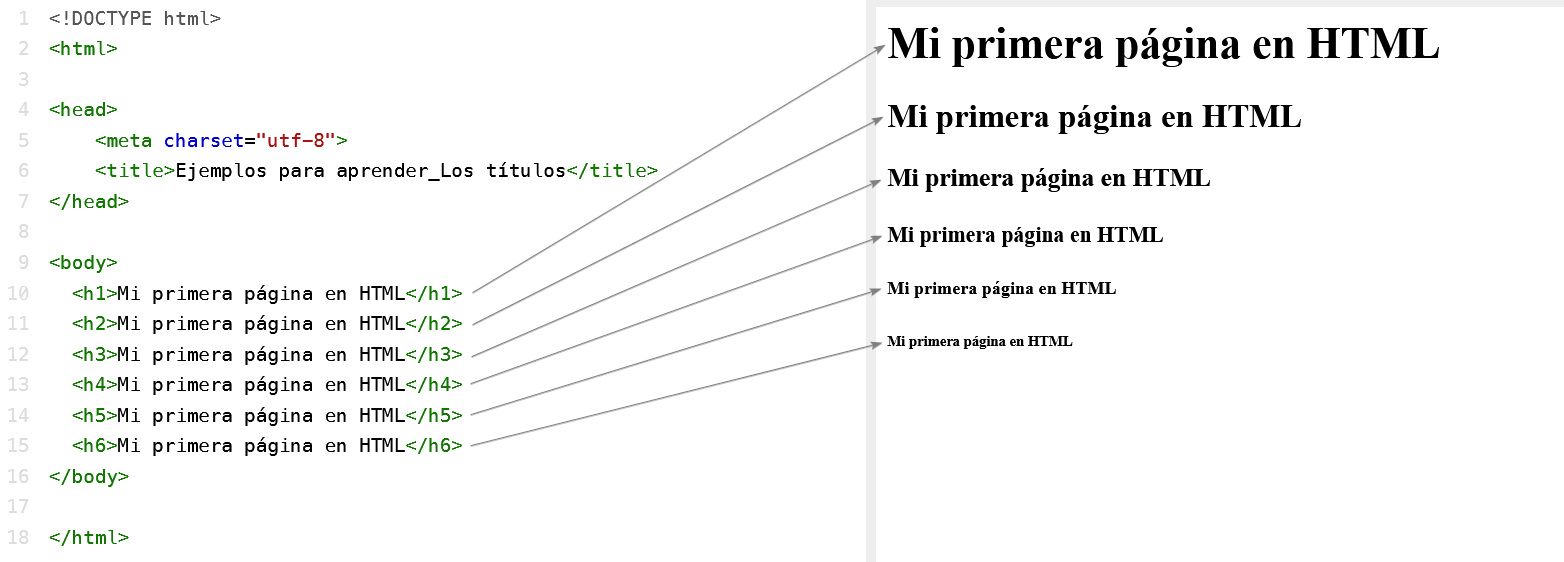 1 <!DOCTYPE html>
2 <html>
3
4 <head>
5     <meta charset="utf-8">
6     <title>Ejemplos para aprender_Los títulos</title>
7 </head>
8
9 <body>
10   <h1>Mi primera página en HTML</h1>
11   <h2>Mi primera página en HTML</h2>
12   <h3>Mi primera página en HTML</h3>
13   <h4>Mi primera página en HTML</h4>
14   <h5>Mi primera página en HTML</h5>
15   <h6>Mi primera página en HTML</h6>
16 </body>
17
18 </html>
Mi primera página en HTML
Mi primera página en HTML
Mi primera página en HTML
Mi primera página en HTML
Mi primera página en HTML
Mi primera página en HTML